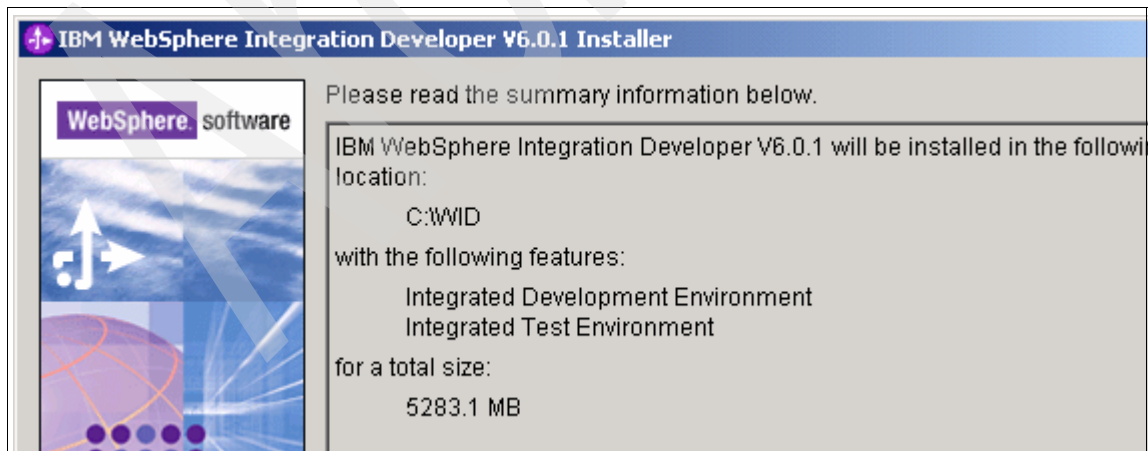 IBM WebSphere Integration Developer V6.0.1 Installer
WebSphere. software
Please read the summary information below.
IBM WebSphere Integration Developer V6.0.1 will be installed in the followi
location:
C:\WID
with the following features:
Integrated Development Environment
Integrated Test Environment
for a total size:
5283.1 MB